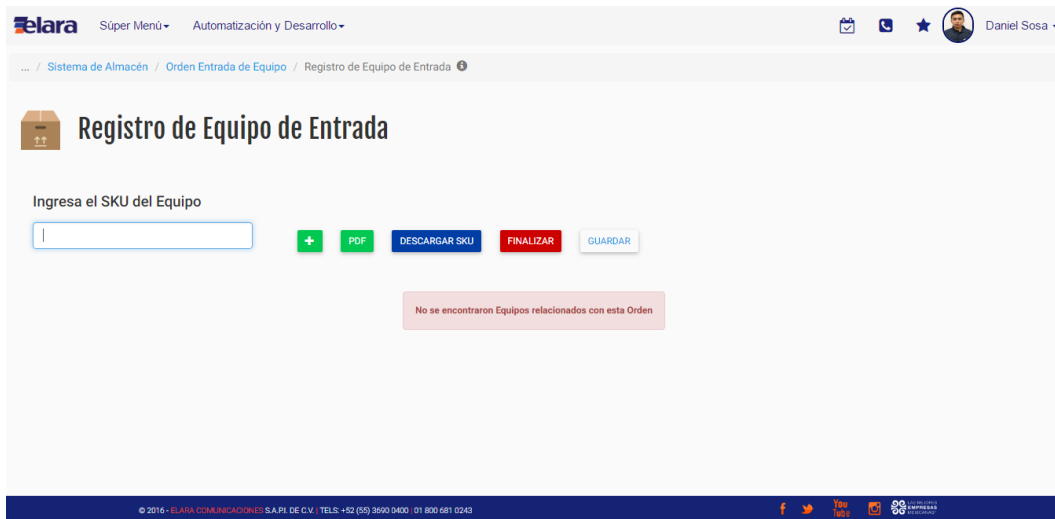 elara Súper Menú Automatización y Desarrollo Daniel Sosa
... / Sistema de Almacén / Orden Entrada de Equipo / Registro de Equipo de Entrada
Registro de Equipo de Entrada
Ingresa el SKU del Equipo
+ PDF DESCARGAR SKU FINALIZAR GUARDAR
No se encontraron Equipos relacionados con esta Orden
© 2016 - ELARA COMUNICACIONES S.A.P.I. DE C.V. | TELS: +52 (55) 3690 0400 | 01 800 681 0243 You Tube EMPRESAS